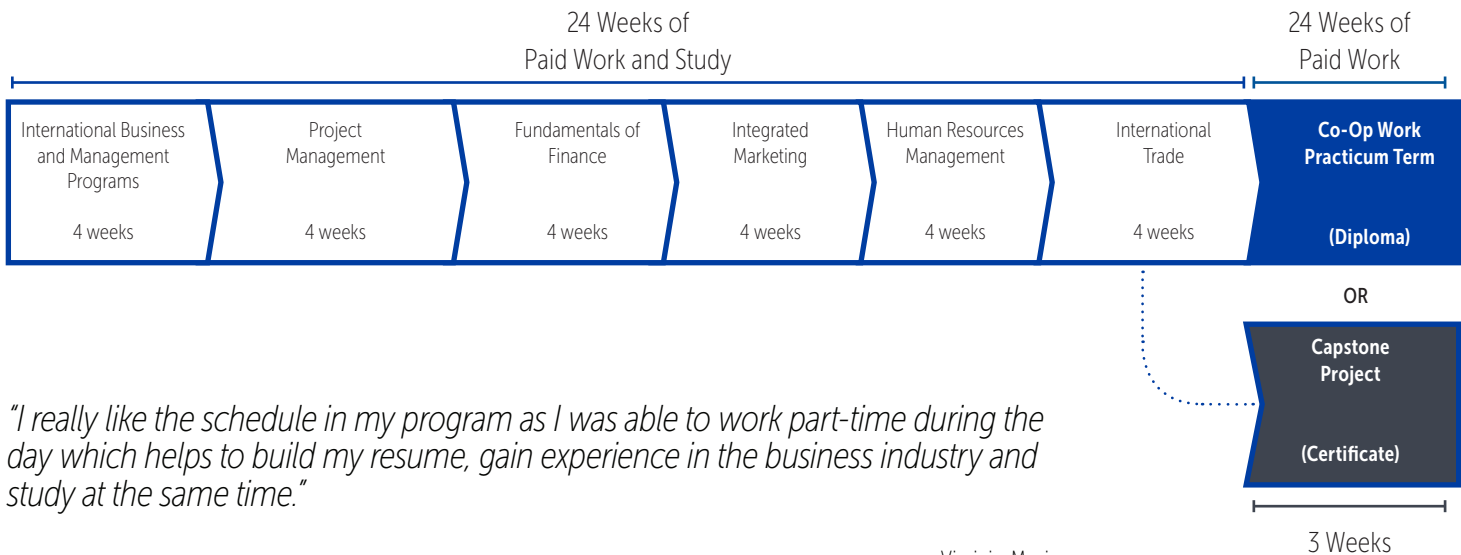 24 Weeks of
Paid Work and Study
24 Weeks of
Paid Work
International Business
and Management
Programs
4 weeks
Project
Management
4 weeks
Fundamentals of
Finance
4 weeks
Integrated
Marketing
4 weeks
Human Resources
Management
4 weeks
International
Trade
4 weeks
Co-Op Work
Practicum Term
(Diploma)
OR
Capstone
Project
(Certificate)
3 Weeks
"I really like the schedule in my program as I was able to work part-time during the
day which helps to build my resume, gain experience in the business industry and
study at the same time."